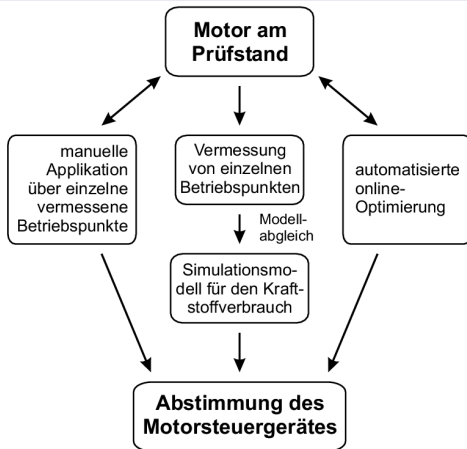 Motor am
Prüfstand
manuelle
Applikation
über einzelne
vermessene
Betriebspunkte
Vermessung
von einzelnen
Betriebspunkten
automatisierte
online-
Optimierung
Modell-
abgleich
Simulationsmo-
dell für den Kraft-
stoffverbrauch
Abstimmung des
Motorsteuergerätes